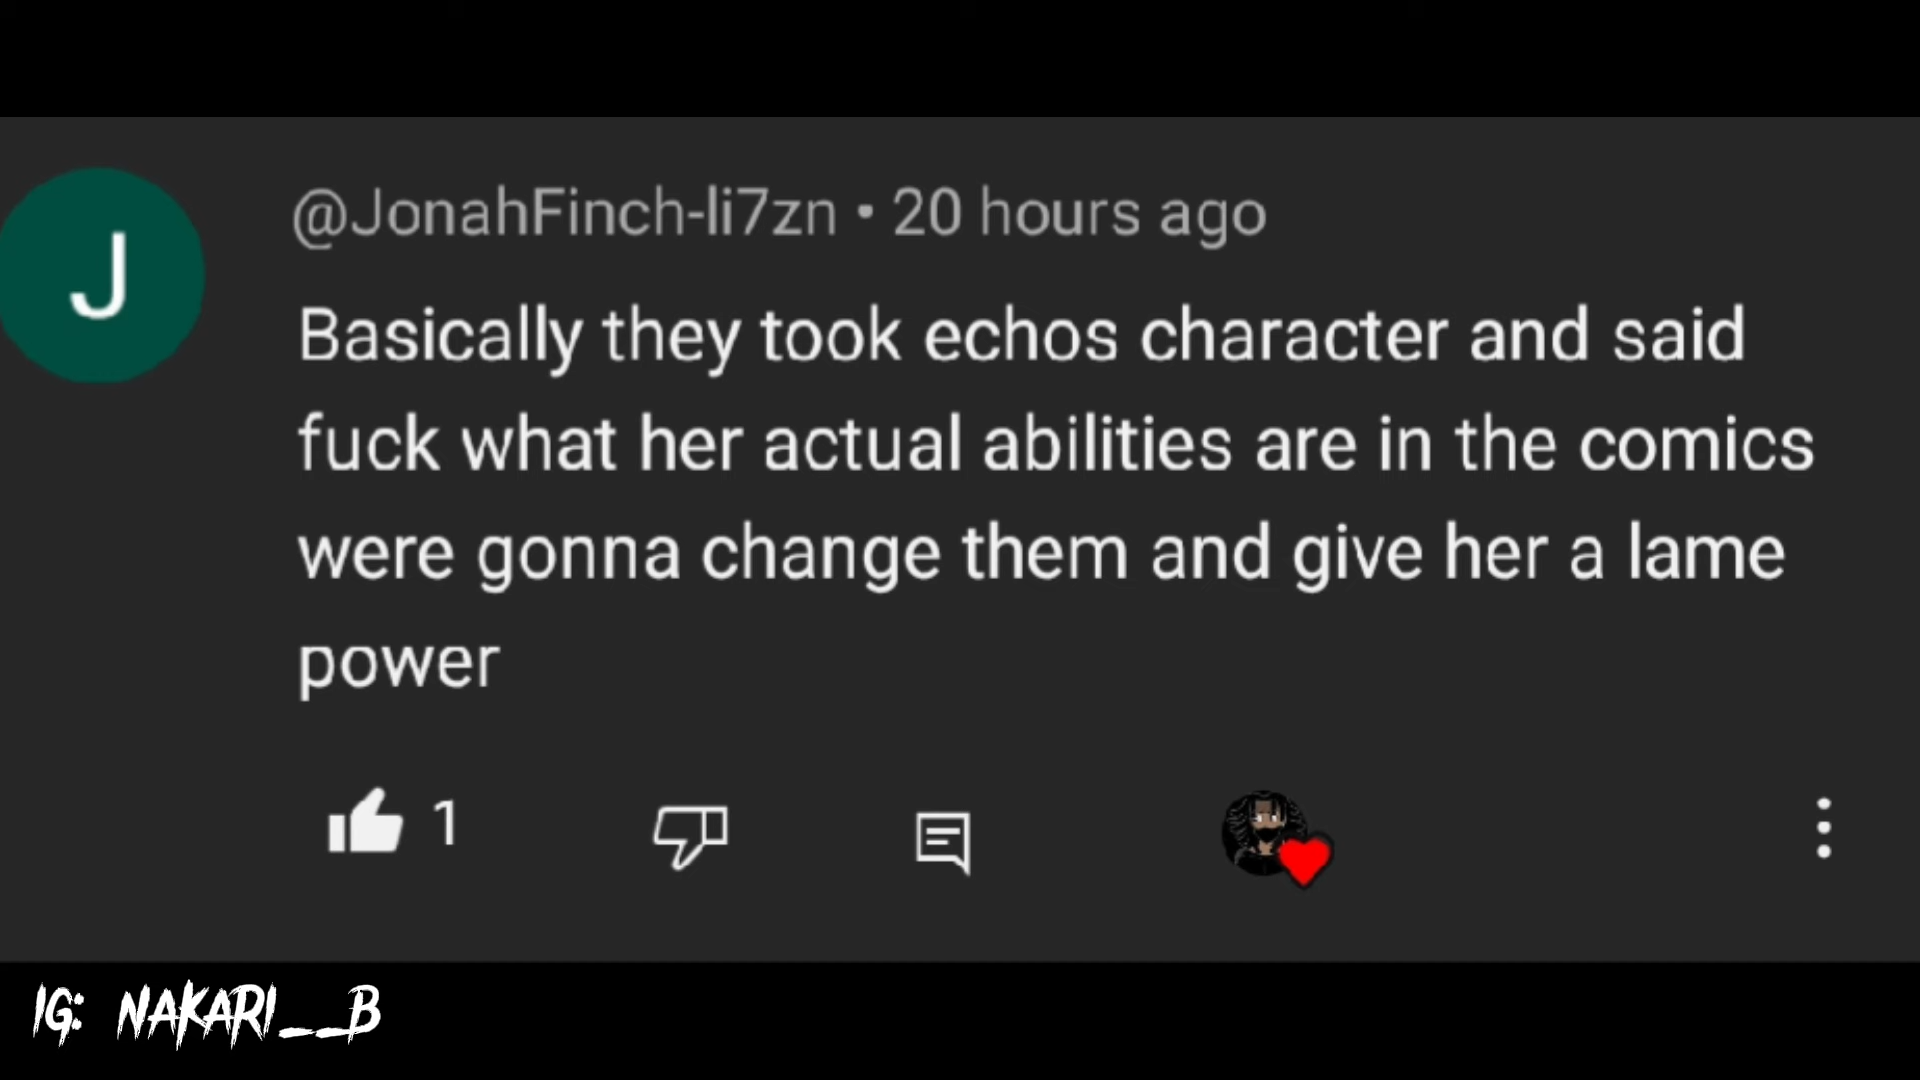 J
@JonahFinch-li7zn • 20 hours ago
Basically they took echos character and said
fuck what her actual abilities are in the comics
were gonna change them and give her a lame
power
1
IG: NAKARI__B